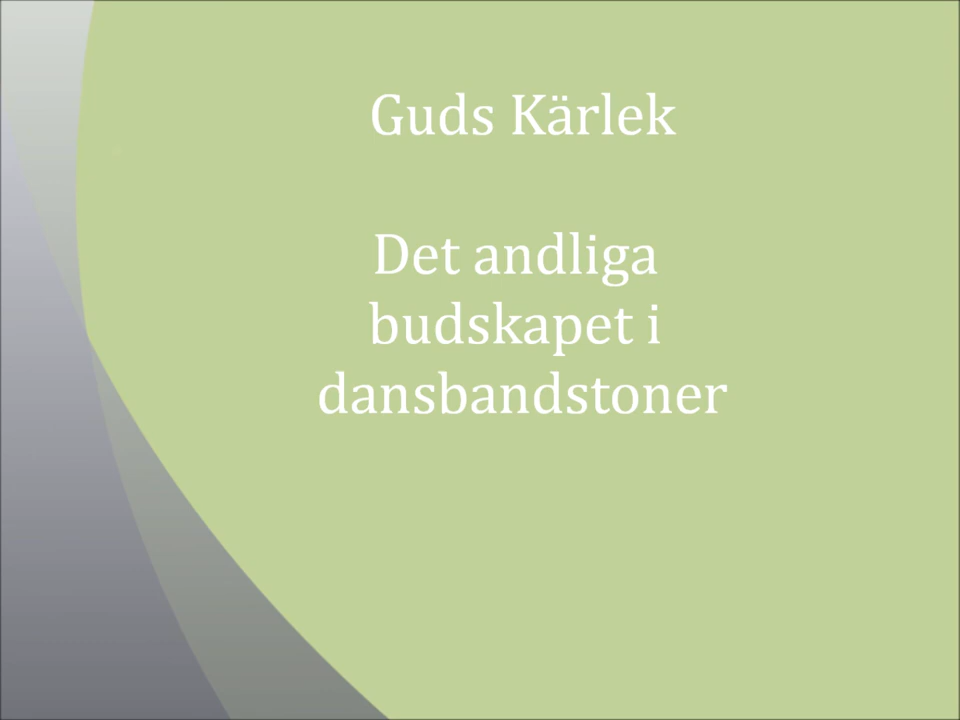 Guds Kärlek
Det andliga
budskapet i
dansbandstoner